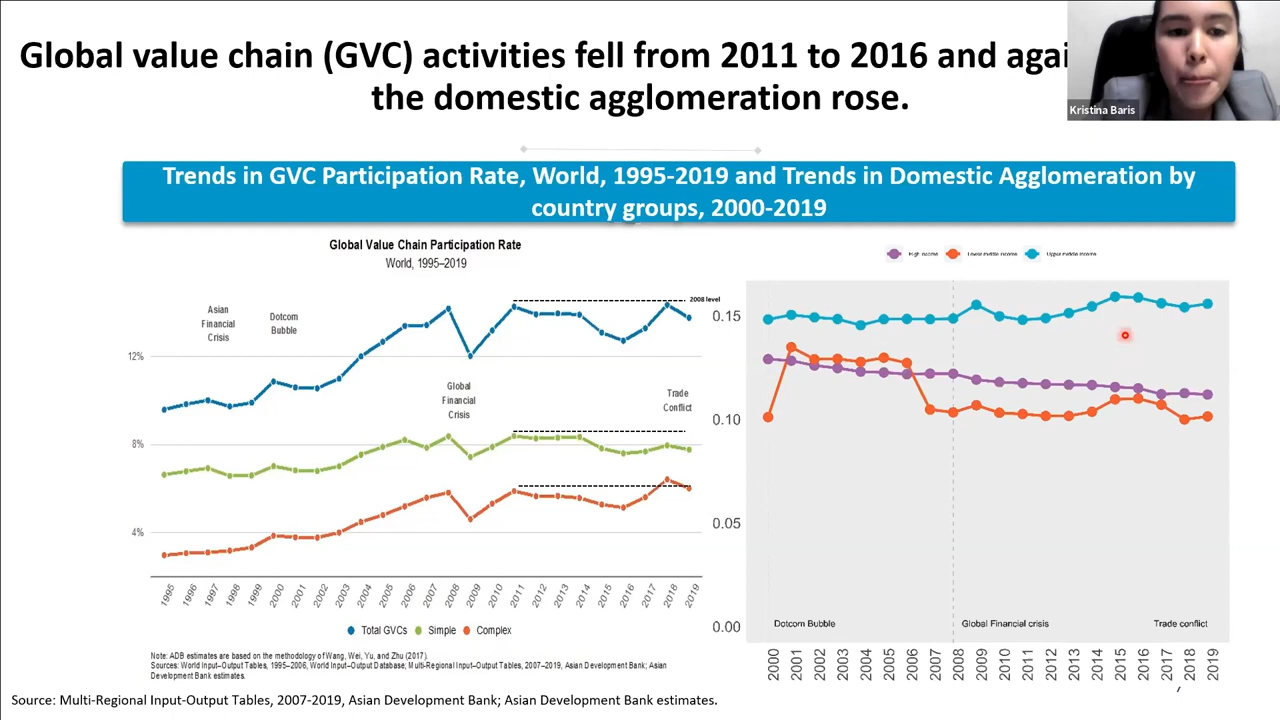 Global value chain (GVC) activities fell from 2011 to 2016 and agai
the domestic agglomeration rose.
Kristina Baris
Trends in GVC Participation Rate, World, 1995-2019 and Trends in Domestic Agglomeration by
country groups, 2000-2019
Global Value Chain Participation Rate
World, 1995–2019
Asian
Financial
Crisis
Dotcom
Bubble
2008 level
12%
Global
Financial
Crisis
Trade
Conflict
8%
4%
1995 1996 1997 1998 1999 2000 2001 2002 2003 2004 2005 2006 2007 2008 2009 2010 2011 2012 2013 2014 2015 2016 2017 2018 2019
Total GVCs Simple Complex
Note: ADB estimates are based on the methodology of Wang, Wei, Yu, and Zhu (2017).
Sources: World Input–Output Tables, 1995–2006, World Input–Output Database; Multi-Regional Input–Output Tables, 2007–2019, Asian Development Bank; Asian
Development Bank estimates.
High income Lower middle income Upper middle income
0.15
0.10
0.05
0.00
Dotcom Bubble Global Financial crisis Trade conflict
2000 2001 2002 2003 2004 2005 2006 2007 2008 2009 2010 2011 2012 2013 2014 2015 2016 2017 2018 2019
Source: Multi-Regional Input-Output Tables, 2007-2019, Asian Development Bank; Asian Development Bank estimates.